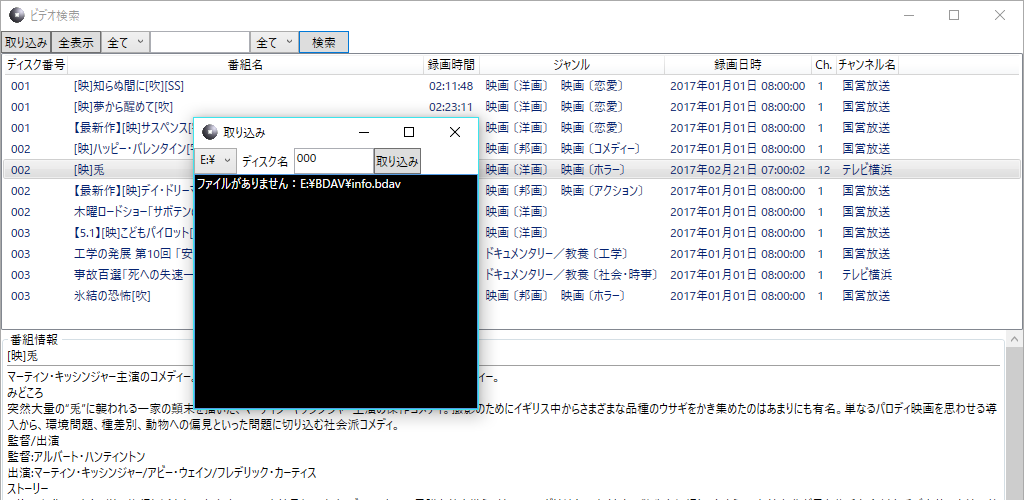 ビデオ検索
取り込み 全表示 全て 全て 検索
ディスク番号 番組名 録画時間 ジャンル 録画日時 Ch. チャンネル名
001 [映]知らぬ間に[吹][SS] 02:11:48 映画〔洋画〕 映画〔恋愛〕 2017年01月01日 08:00:00 1 国営放送
001 [映]夢から醒めて[吹] 02:23:11 映画〔洋画〕 映画〔恋愛〕 2017年01月01日 08:00:00 1 国営放送
001 【最新作】[映]サスペンス[ 映画〔洋画〕 映画〔恋愛〕 2017年01月01日 08:00:00 1 国営放送
002 [映]ハッピー・バレンタイン[ 映画〔邦画〕 映画〔コメディー〕 2017年01月01日 08:00:00 1 国営放送
002 [映]兎 映画〔洋画〕 映画〔ホラー〕 2017年02月21日 07:00:02 12 テレビ横浜
002 【最新作】[映]デイ・ドリーマ 映画〔邦画〕 映画〔アクション〕 2017年01月01日 08:00:00 1 国営放送
002 木曜ロードショー「サボテンの 映画〔洋画〕 2017年01月01日 08:00:00 1 国営放送
003 【5.1】[映]こどもパイロット[ 映画〔洋画〕 2017年01月01日 08:00:00 1 国営放送
003 工学の発展 第10回 「安 ドキュメンタリー／教養〔工学〕 2017年01月01日 08:00:00 1 国営放送
003 事故百選「死への失速ー ドキュメンタリー／教養〔社会・時事〕 2017年01月01日 08:00:00 1 テレビ横浜
003 氷結の恐怖[吹] 映画〔邦画〕 映画〔ホラー〕 2017年01月01日 08:00:00 1 国営放送
取り込み
E:¥ ディスク名 000 取り込み
ファイルがありません：E:¥BDAV¥info.bdav
番組情報
[映]兎
マーティン・キッシンジャー主演のコメディー。 ィー。
みどころ
突然大量の"兎"に襲われる一家の顛末を描いた、マーティン・キッシンジャー主演の傑作コメディ。撮影のためにイギリス中からさまざまな品種のウサギをかき集めたのはあまりにも有名。単なるパロディ映画を思わせる導
入から、環境問題、種差別、動物への偏見といった問題に切り込む社会派コメディ。
監督/出演
監督:アルバート・ハンティントン
出演:マーティン・キッシンジャー/アビー・ウェイン/フレデリック・カーティス
ストーリー